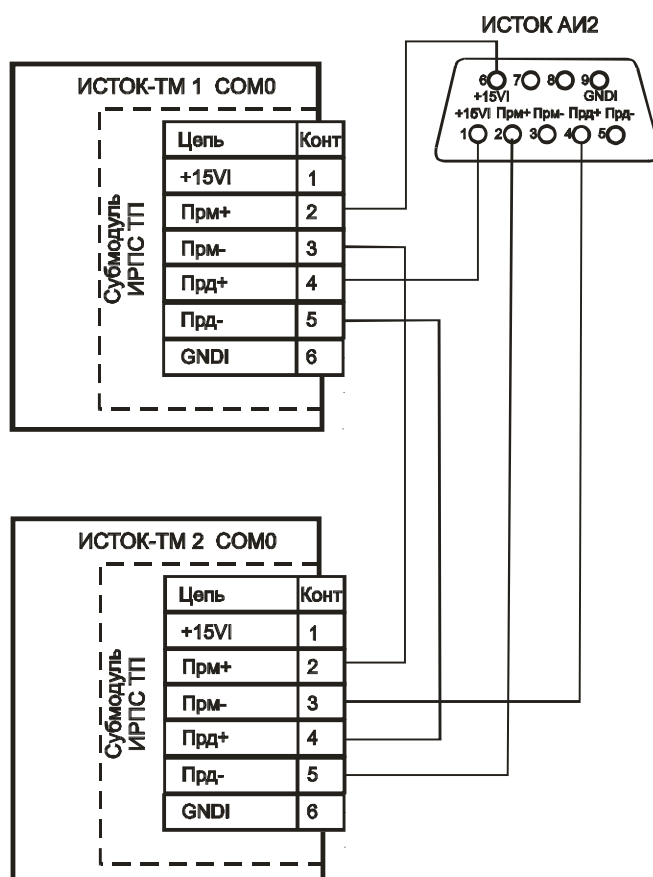 ИСТОК АИ2
6 7 8 9
+15VI GNDI
+15VI Прм+ Прм- Прд+ Прд-
1 2 3 4 5
ИСТОК-ТМ 1 COM0
Субмодуль
ИРПС ТП
Цепь Конт
+15VI 1
Прм+ 2
Прм- 3
Прд+ 4
Прд- 5
GNDI 6
ИСТОК-ТМ 2 COM0
Субмодуль
ИРПС ТП
Цепь Конт
+15VI 1
Прм+ 2
Прм- 3
Прд+ 4
Прд- 5
GNDI 6